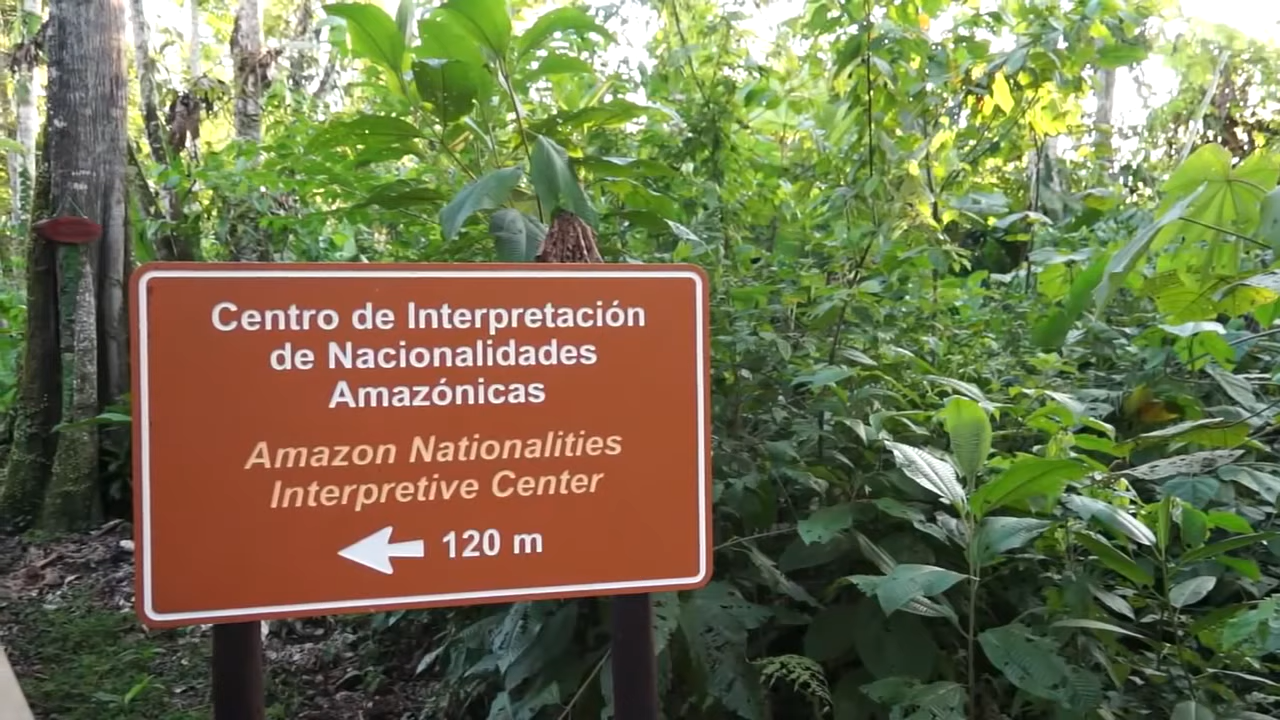 Centro de Interpretación
de Nacionalidades
Amazónicas
Amazon Nationalities
Interpretive Center
120 m